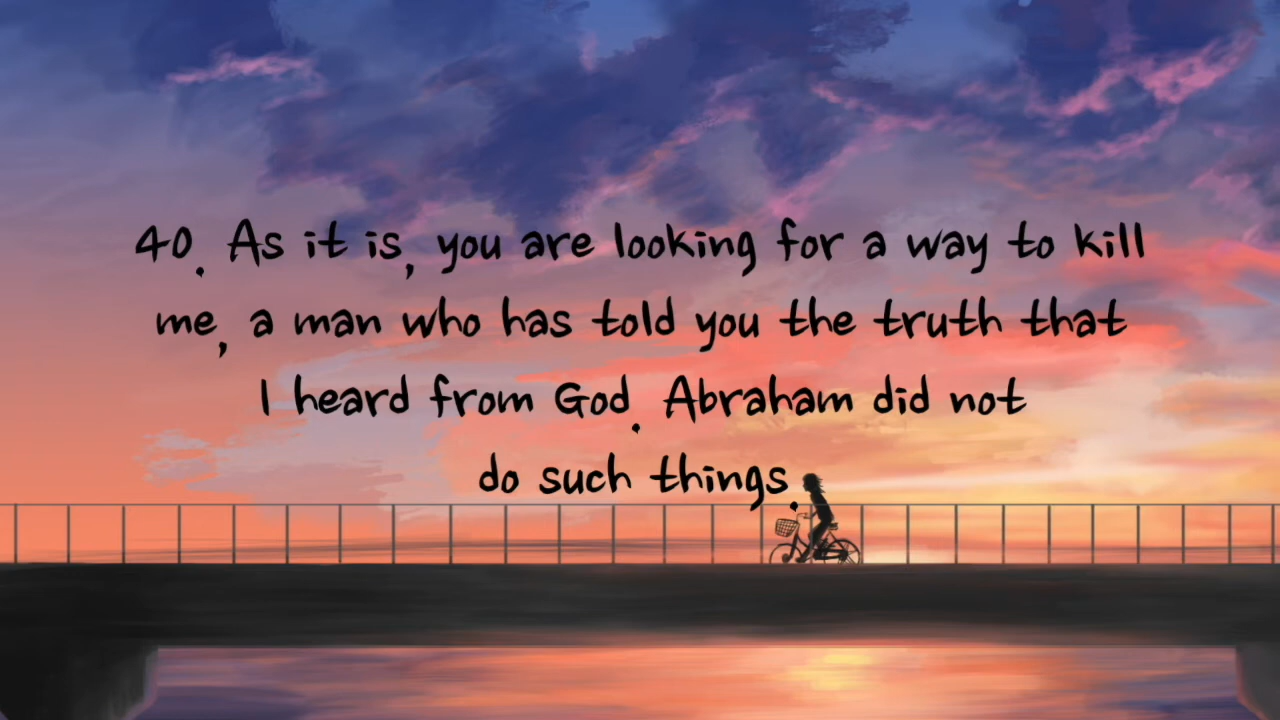 40. As it is, you are looking for a way to kill
me, a man who has told you the truth that
I heard from God. Abraham did not
do such things.